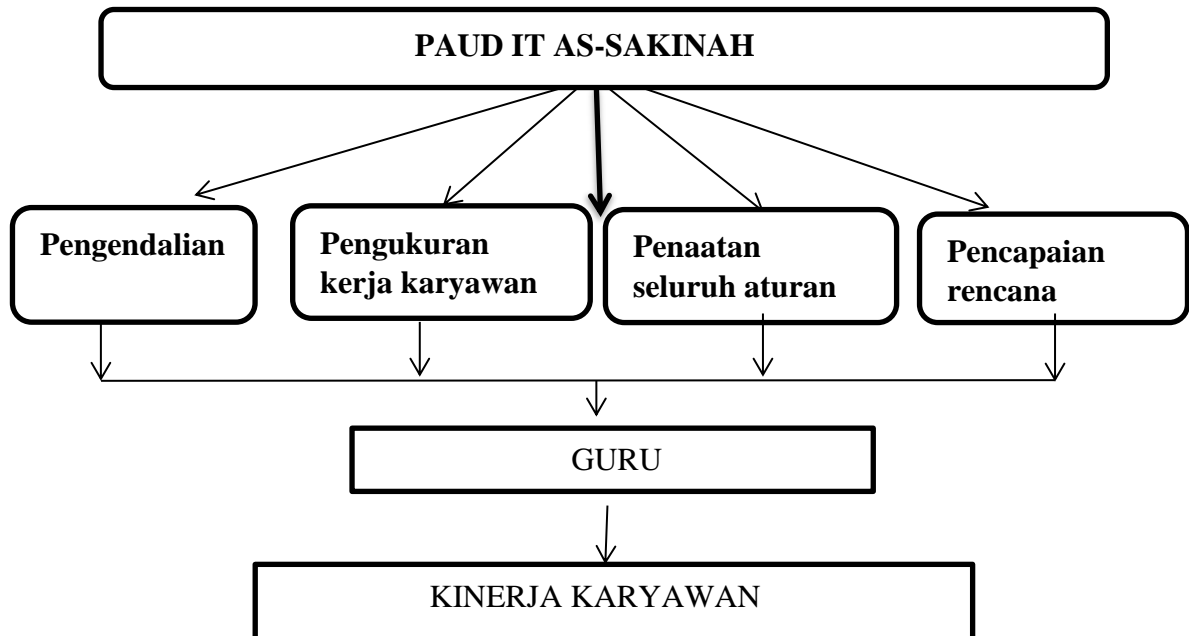 PAUD IT AS-SAKINAH
Pengendalian
Pengukuran
kerja karyawan
Penaatan
seluruh aturan
Pencapaian
rencana
GURU
KINERJA KARYAWAN